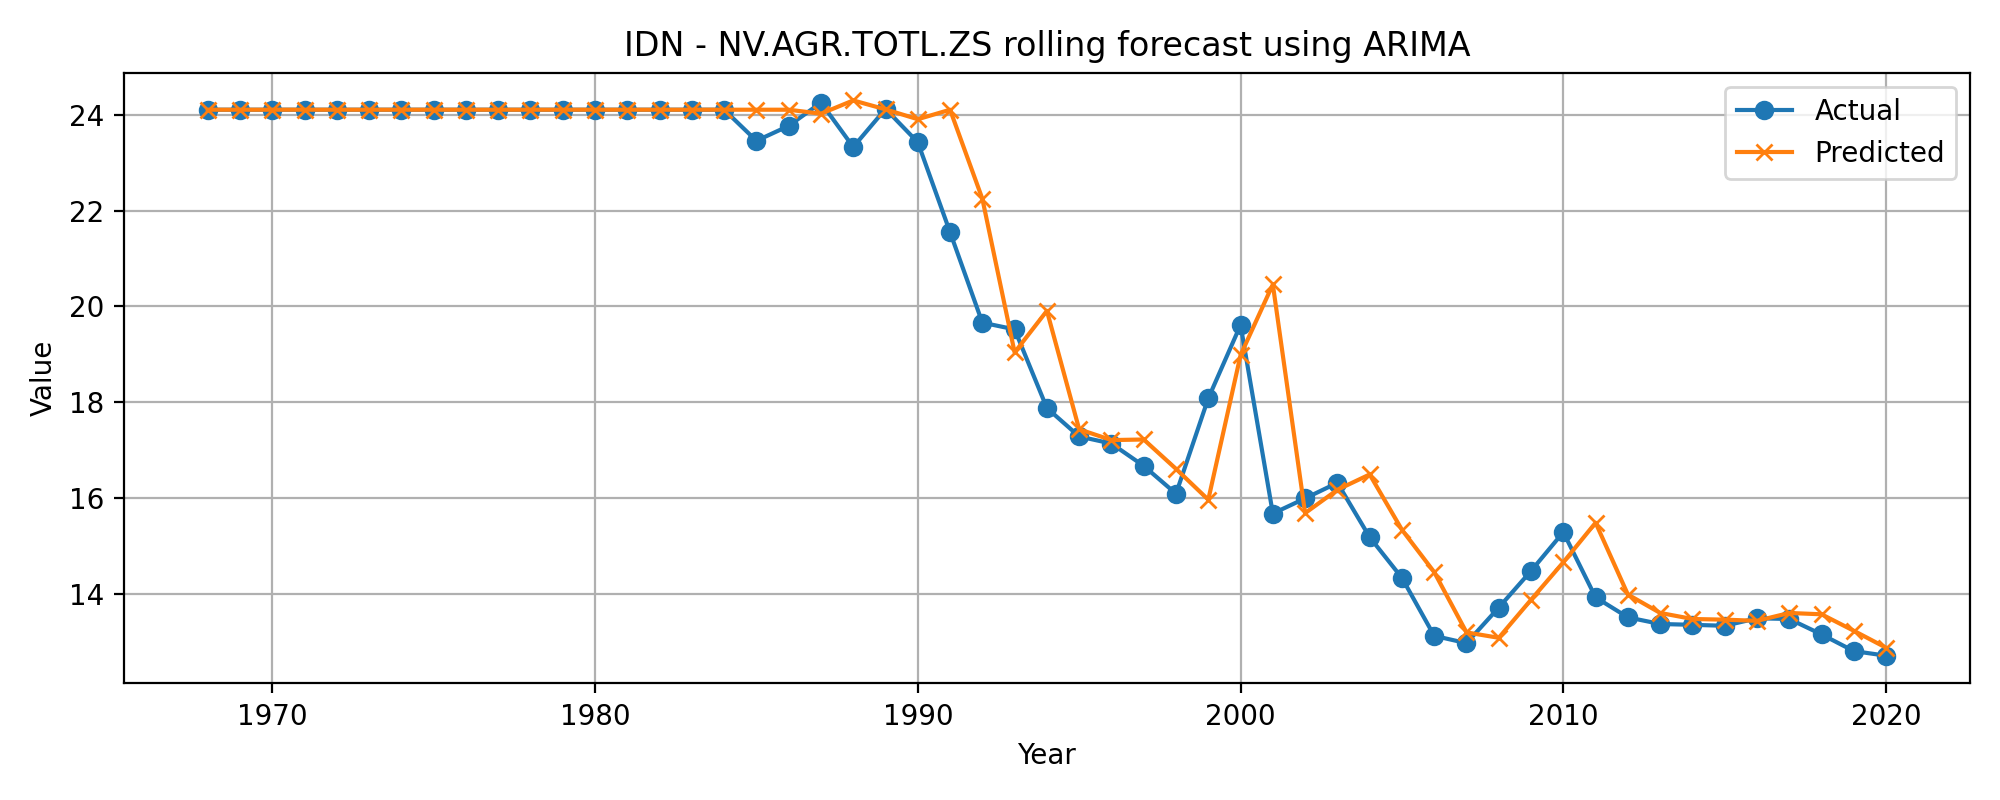 IDN - NV.AGR.TOTL.ZS rolling forecast using ARIMA
Actual
Predicted
24
22
20
18
16
14
Value
1970 1980 1990 2000 2010 2020
Year